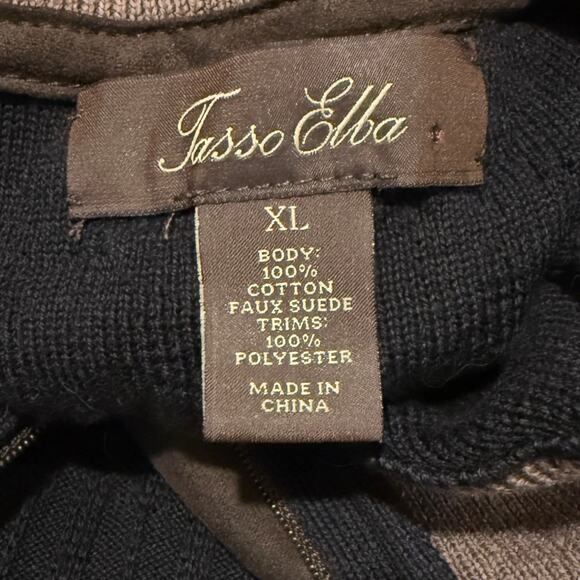 Tasso Elba
XL
BODY:
100%
COTTON
FAUX SUEDE
TRIMS:
100%
POLYESTER
MADE IN
CHINA